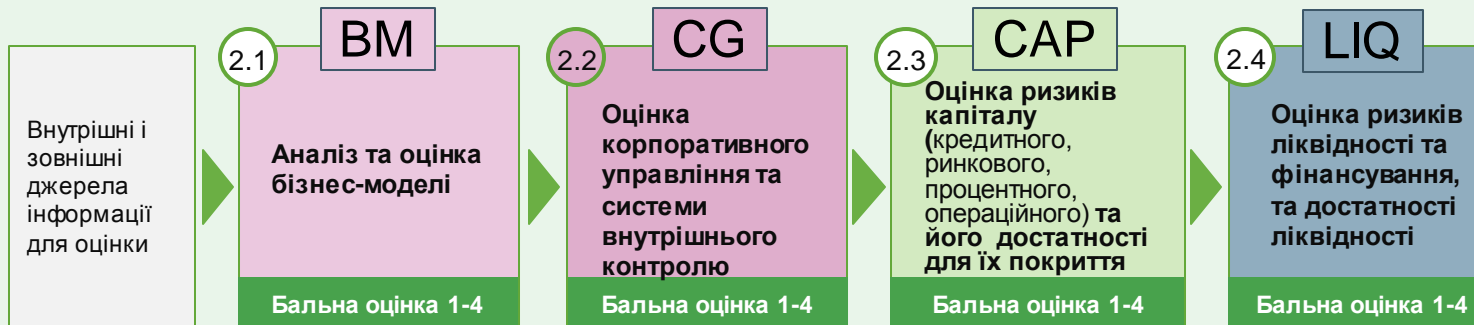 Внутрішні і
зовнішні
джерела
інформації
для оцінки
2.1
BM
Аналіз та оцінка
бізнес-моделі
Бальна оцінка 1-4
2.2
CG
Оцінка
корпоративного
управління та
системи
внутрішнього
контролю
Бальна оцінка 1-4
2.3
CAP
Оцінка ризиків
капіталу
(кредитного,
ринкового,
процентного,
операційного) та
його достатності
для їх покриття
Бальна оцінка 1-4
2.4
LIQ
Оцінка ризиків
ліквідності та
фінансування,
та достатності
ліквідності
Бальна оцінка 1-4